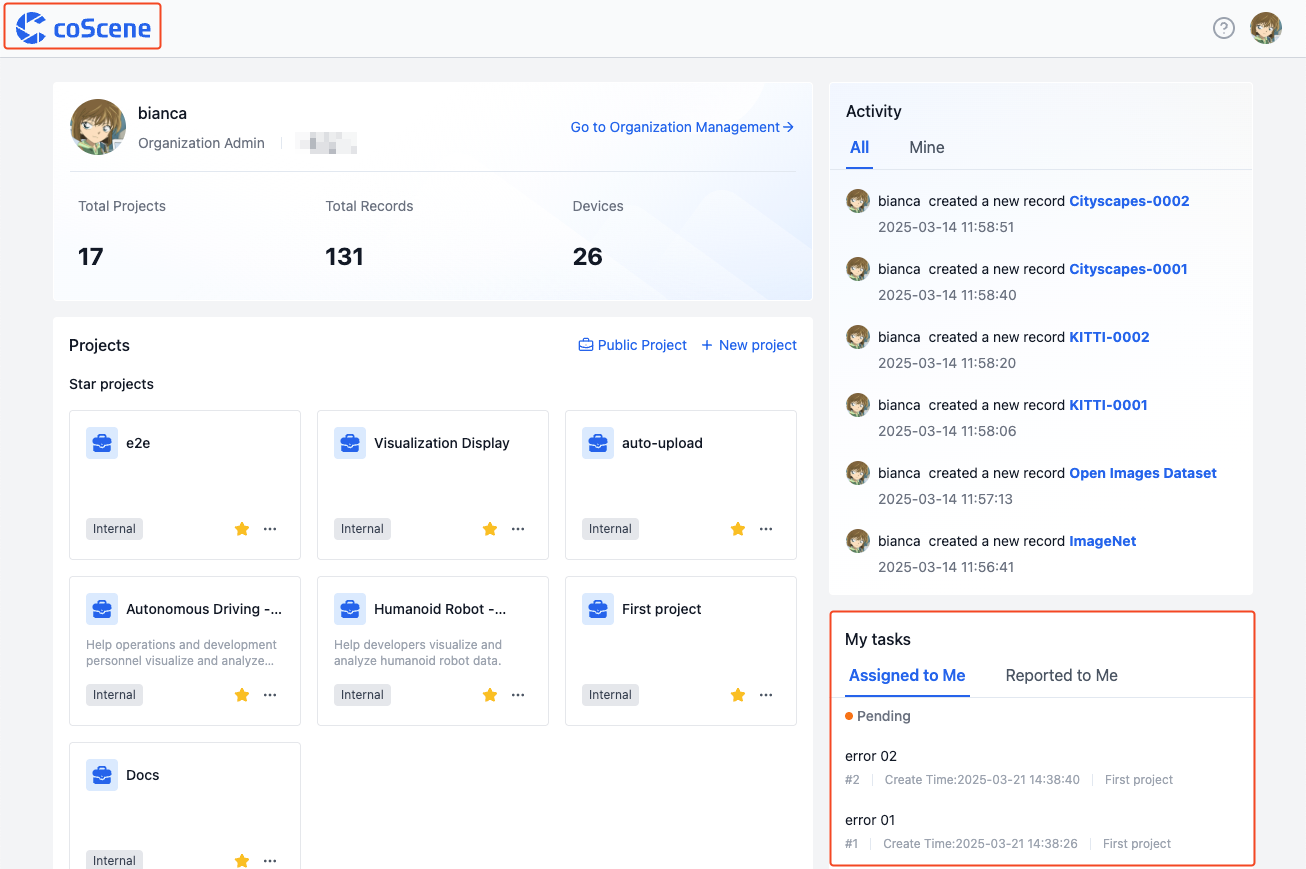 coScene
bianca
Organization Admin
Go to Organization Management
Total Projects
Total Records
Devices
17
131
26
Projects
Public Project
+ New project
Star projects
e2e
Internal
Visualization Display
Internal
auto-upload
Internal
Autonomous Driving -...
Help operations and development
personnel visualize and analyze...
Internal
Humanoid Robot -...
Help developers visualize and
analyze humanoid robot data.
Internal
First project
Internal
Docs
Internal
Activity
All
Mine
bianca created a new record Cityscapes-0002
2025-03-14 11:58:51
bianca created a new record Cityscapes-0001
2025-03-14 11:58:40
bianca created a new record KITTI-0002
2025-03-14 11:58:20
bianca created a new record KITTI-0001
2025-03-14 11:58:06
bianca created a new record Open Images Dataset
2025-03-14 11:57:13
bianca created a new record ImageNet
2025-03-14 11:56:41
My tasks
Assigned to Me
Reported to Me
Pending
error 02
#2 Create Time:2025-03-21 14:38:40 First project
error 01
#1 Create Time:2025-03-21 14:38:26 First project